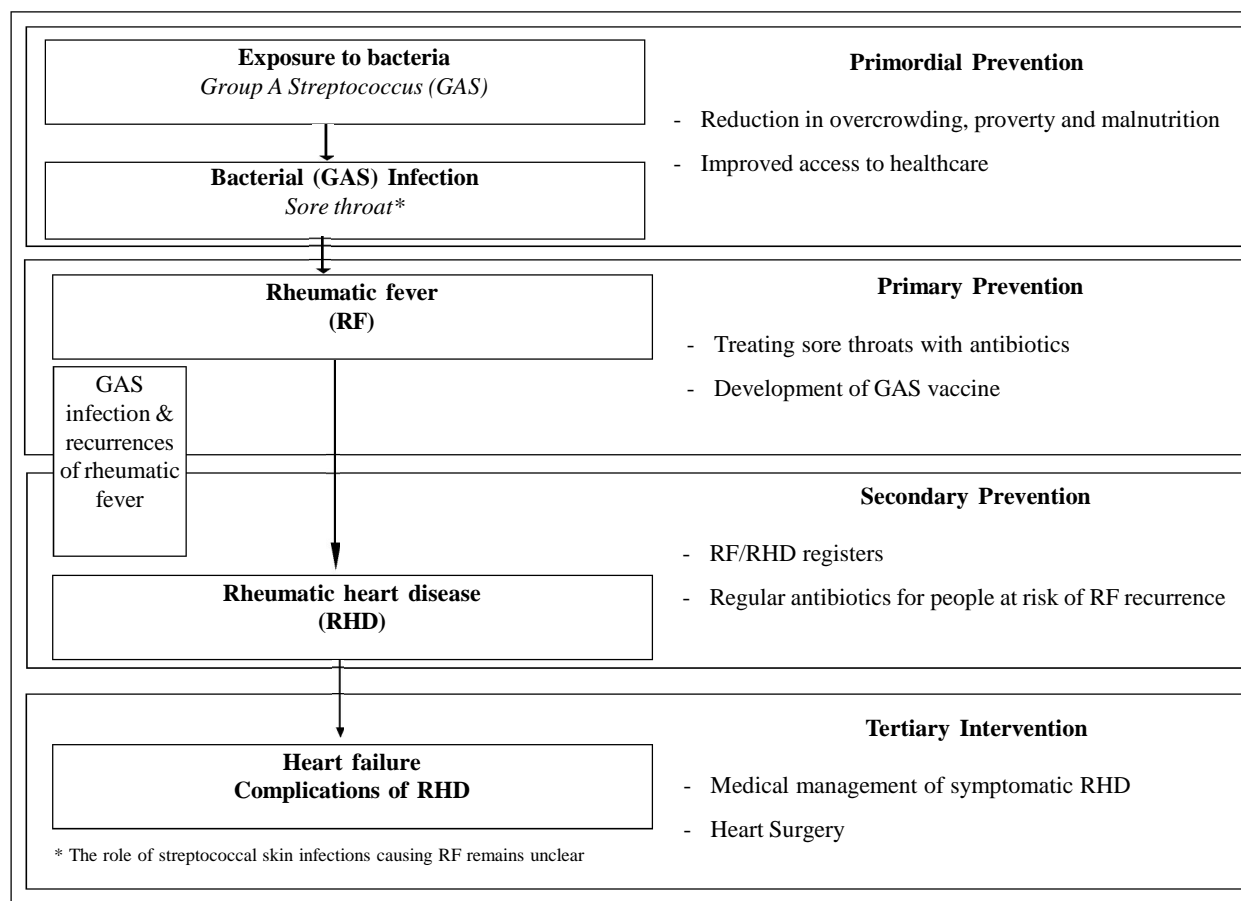 Exposure to bacteria
Group A Streptococcus (GAS)
Bacterial (GAS) Infection
Sore throat*
Primordial Prevention
- Reduction in overcrowding, proverty and malnutrition
- Improved access to healthcare
Rheumatic fever
(RF)
Primary Prevention
- Treating sore throats with antibiotics
- Development of GAS vaccine
GAS
infection &
recurrences
of rheumatic
fever
Secondary Prevention
- RF/RHD registers
- Regular antibiotics for people at risk of RF recurrence
Rheumatic heart disease
(RHD)
Heart failure
Complications of RHD
Tertiary Intervention
- Medical management of symptomatic RHD
- Heart Surgery
* The role of streptococcal skin infections causing RF remains unclear